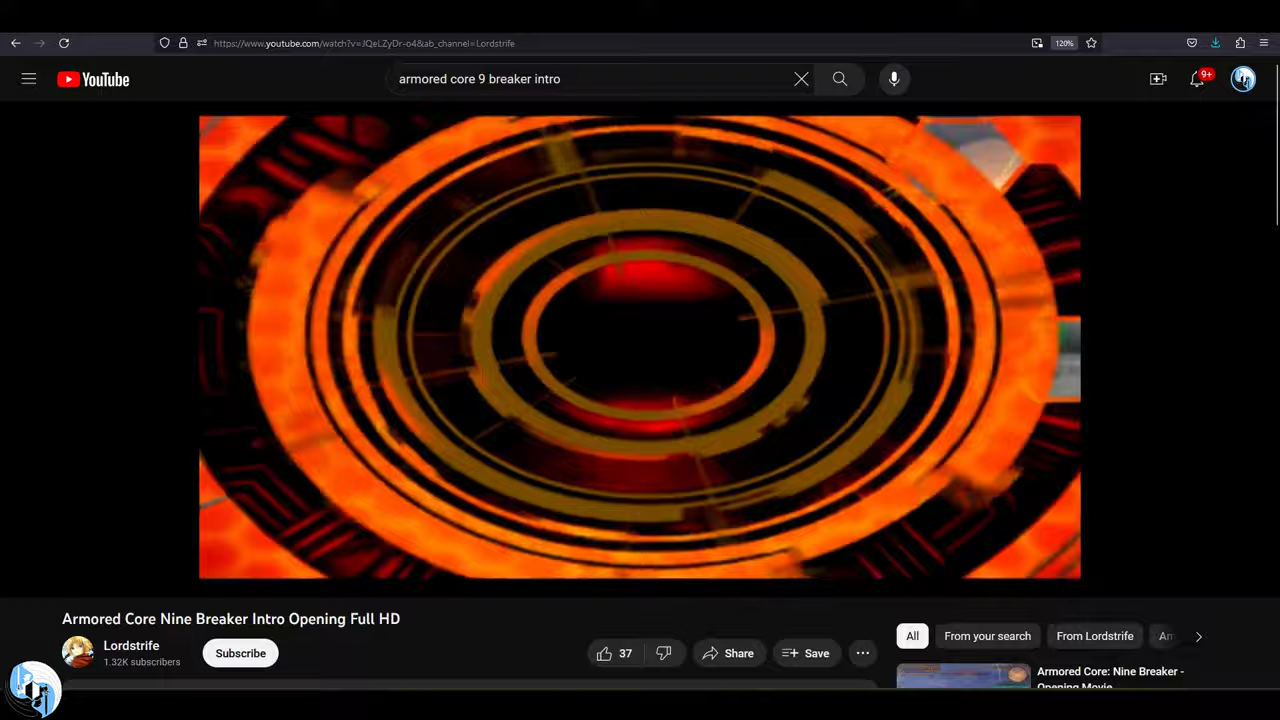 https://www.youtube.com/watch?v=JQeLZyDr-o4&ab_channel=Lordstrife
120%
YouTube
armored core 9 breaker intro
9+
Armored Core Nine Breaker Intro Opening Full HD
Lordstrife
1.32K subscribers
Subscribe
37
Share
Save
All
From your search
From Lordstrife
Armored Core: Nine Breaker -
Opening Movie